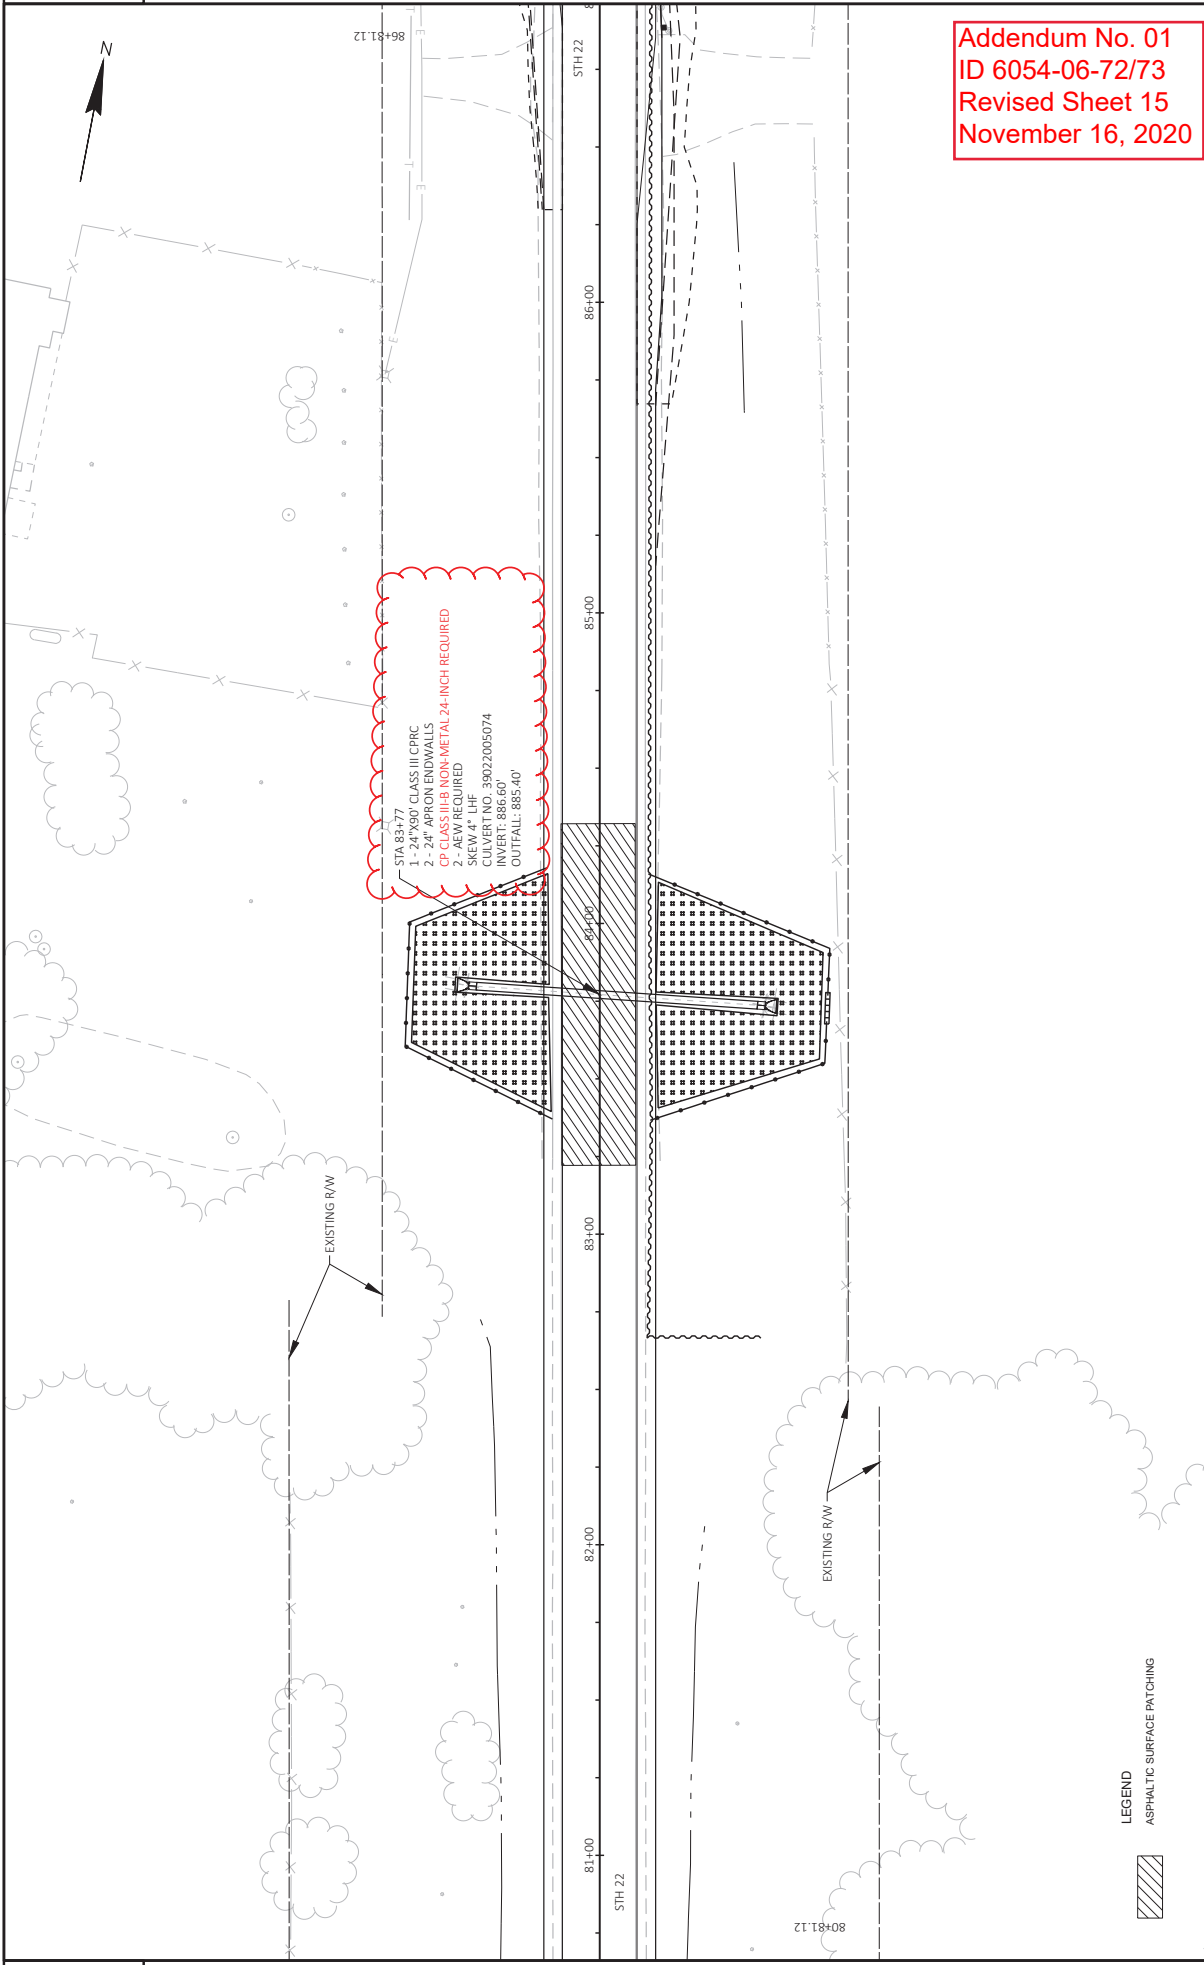 Addendum No. 01
ID 6054-06-72/73
Revised Sheet 15
November 16, 2020
N
86+81.12
STH 22
T
E
T
E
E
86+00
85+00
STA 83+77
1 - 24"X90' CLASS III CPRC
2 - 24" APRON ENDWALLS
CP CLASS III-B NON-METAL 24-INCH REQUIRED
2 - AEW REQUIRED
SKEW 4° LHF
CULVERT NO. 39022005074
INVERT: 886.60'
OUTFALL: 885.40'
84+00
83+00
EXISTING R/W
82+00
EXISTING R/W
81+00
STH 22
80+81.12
LEGEND
ASPHALTIC SURFACE PATCHING